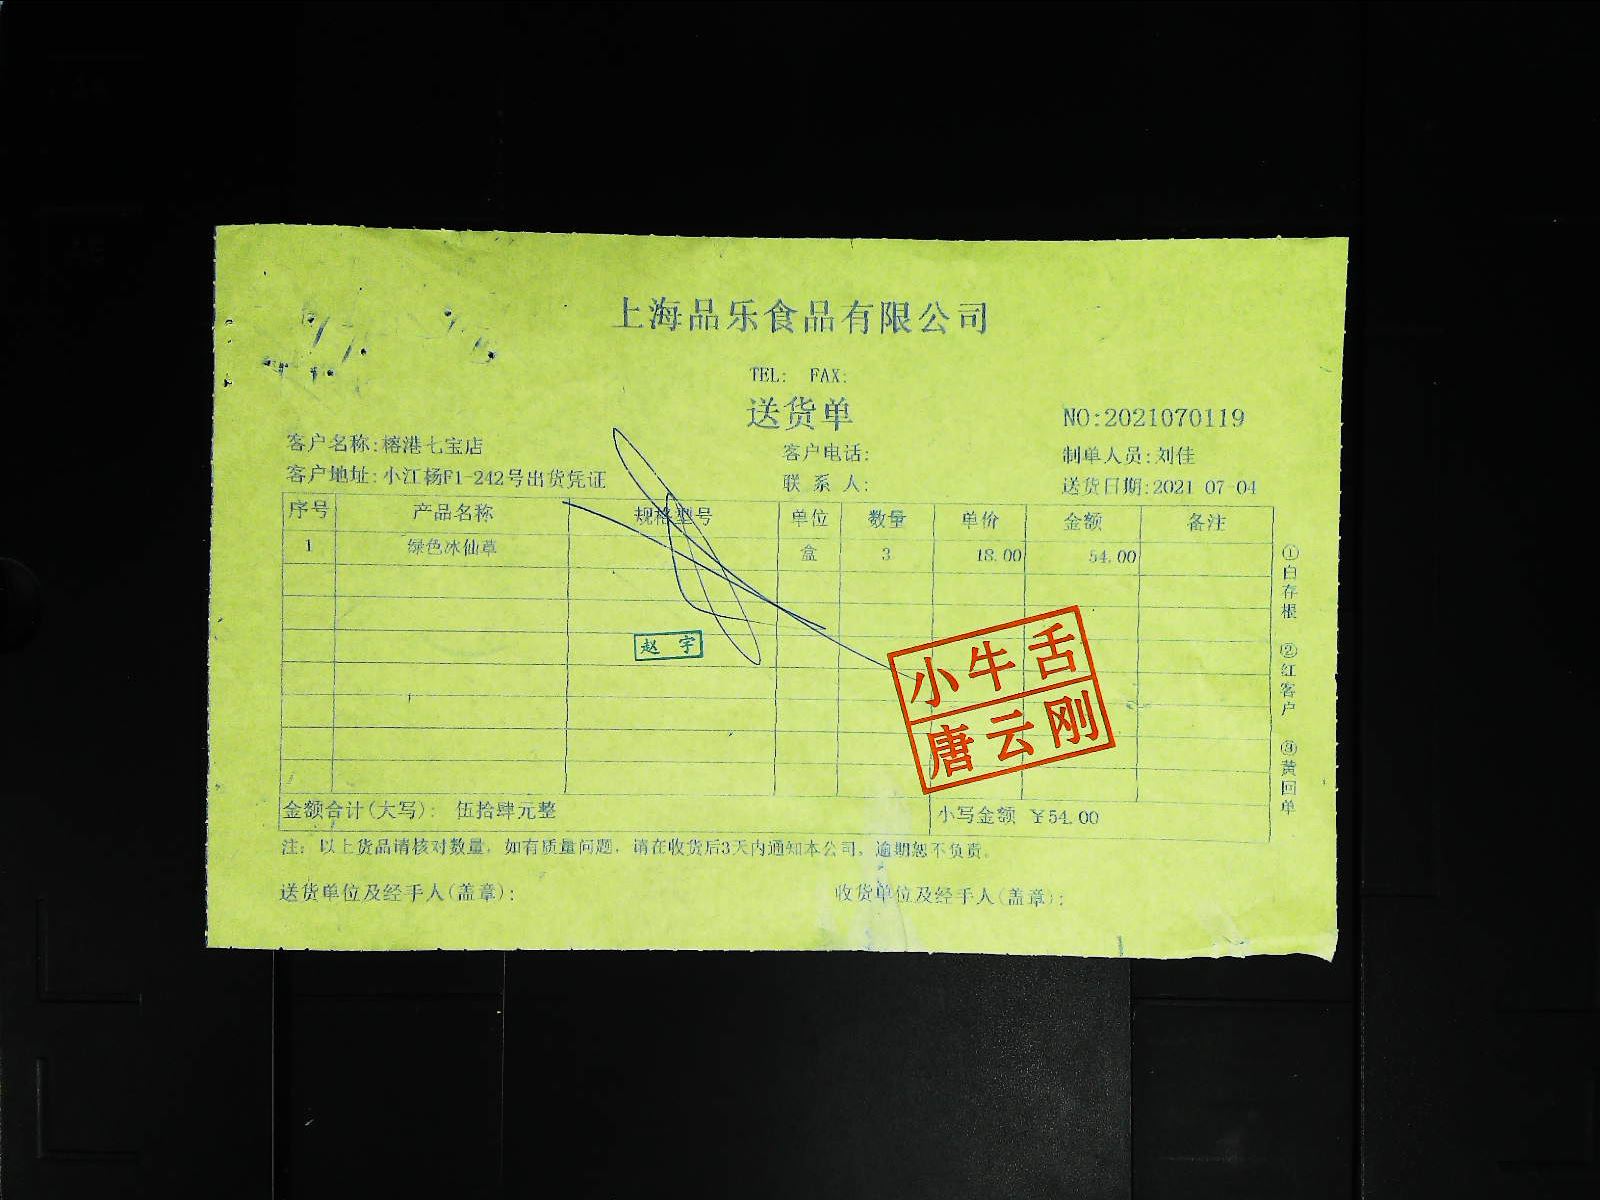 上海品乐食品有限公司
TEL: FAX:
送货单
NO:2021070119
客户名称:榕港七宝店 客户电话: 制单人员:刘佳
客户地址:小江杨F1-242号出货凭证 联系人: 送货日期:2021 07-04
序号 产品名称 规格型号 单位 数量 单价 金额 备注
1 绿色冰仙草 盒 3 18.00 54.00
赵宇
小牛舌
唐云刚
金额合计(大写): 伍拾肆元整 小写金额 ¥54.00
注: 以上货品请核对数量, 如有质量问题, 请在收货后3天内通知本公司, 逾期恕不负责。
送货单位及经手人(盖章): 收货单位及经手人(盖章):
①白存根 ②红客户 ③黄回单